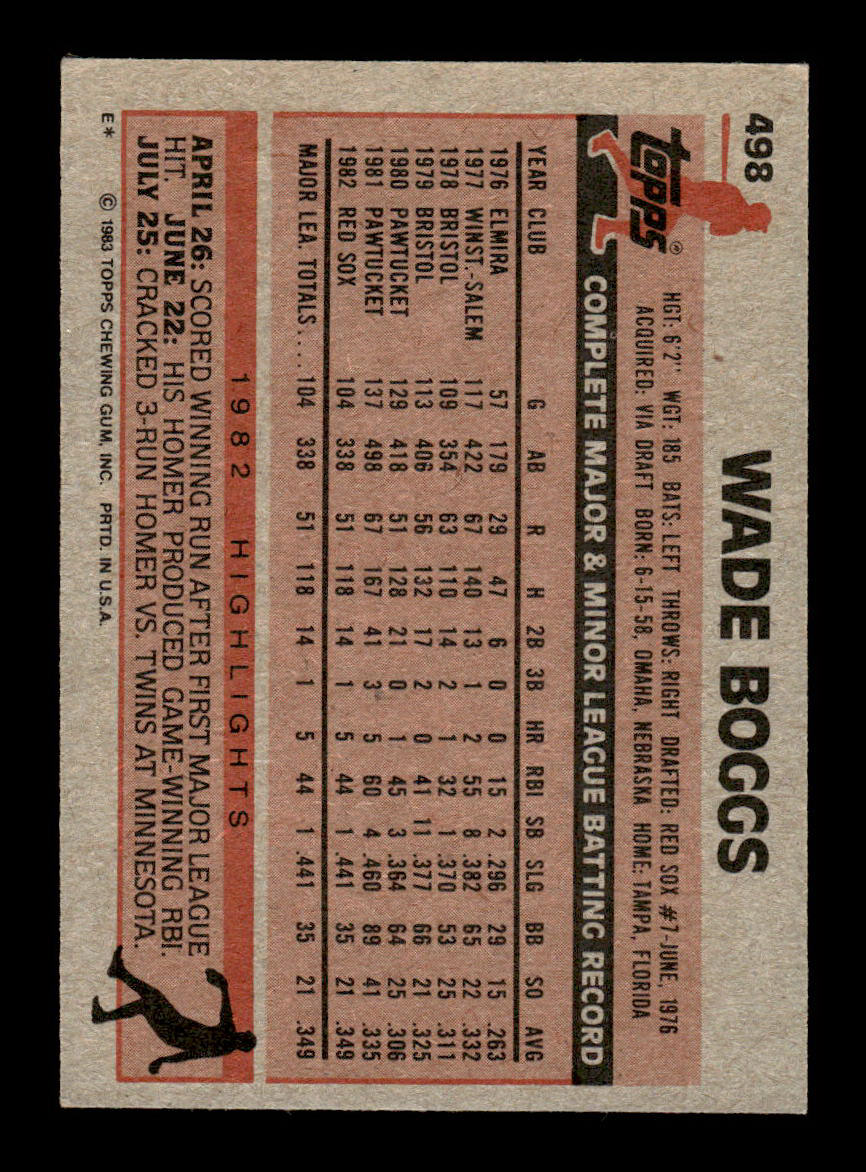 498
WADE BOGGS
TOPPS®
HGT: 6'2" WGT: 185 BATS: LEFT THROWS: RIGHT DRAFTED: RED SOX #7-JUNE, 1976
ACQUIRED: VIA DRAFT BORN: 6-15-58, OMAHA, NEBRASKA HOME: TAMPA, FLORIDA
COMPLETE MAJOR & MINOR LEAGUE BATTING RECORD
YEAR CLUB G AB R H 2B 3B HR RBI SB SLG BB SO AVG
1976 ELMIRA 57 179 29 47 6 0 0 15 2 .296 29 15 .263
1977 WINST.-SALEM 117 422 67 140 13 1 2 55 8 .382 65 22 .332
1978 BRISTOL 109 354 63 110 14 2 1 32 1 .370 53 25 .311
1979 BRISTOL 113 406 56 132 17 2 0 41 11 .377 66 21 .325
1980 PAWTUCKET 129 418 51 128 21 0 1 45 3 .364 64 25 .306
1981 PAWTUCKET 137 498 67 167 41 3 5 60 4 .460 89 41 .335
1982 RED SOX 104 338 51 118 14 1 5 44 1 .441 35 21 .349
MAJOR LEA. TOTALS.... 104 338 51 118 14 1 5 44 1 .441 35 21 .349
1982 HIGHLIGHTS
APRIL 26: SCORED WINNING RUN AFTER FIRST MAJOR LEAGUE
HIT. JUNE 22: HIS HOMER PRODUCED GAME-WINNING RBI.
JULY 25: CRACKED 3-RUN HOMER VS. TWINS AT MINNESOTA.
E* © 1983 TOPPS CHEWING GUM, INC. PRTD. IN U.S.A.